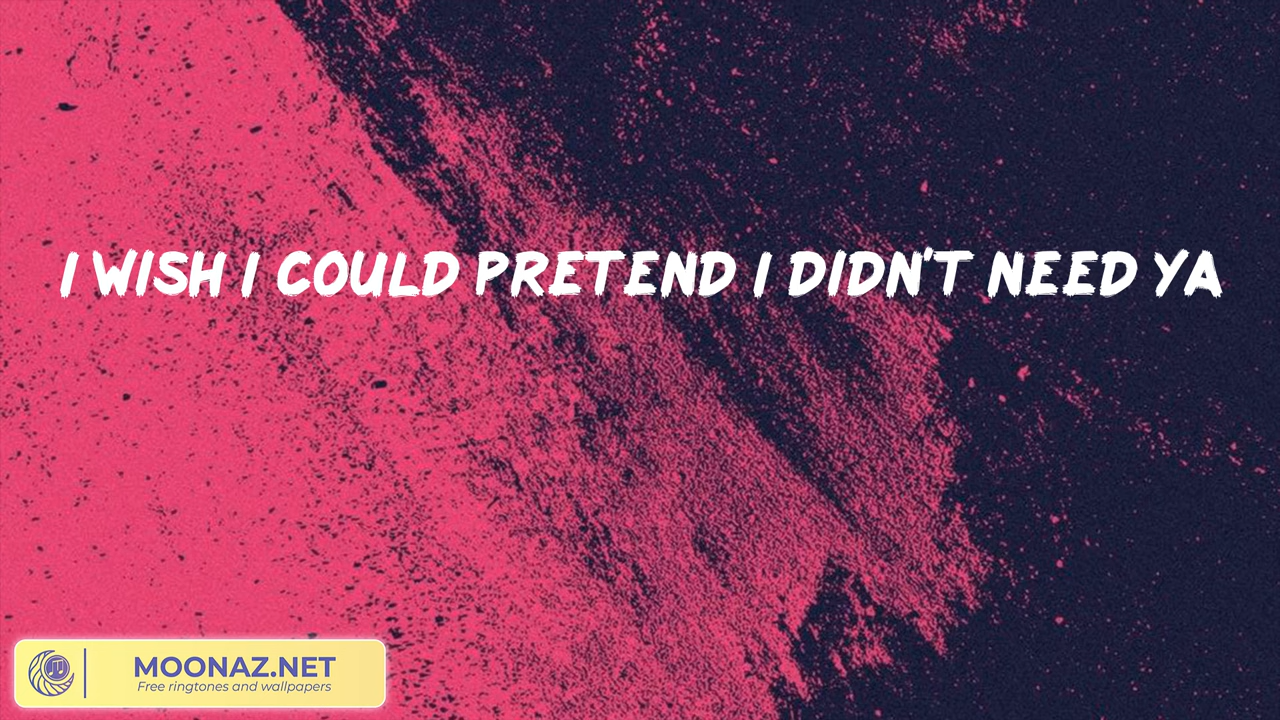 I WISH I COULD PRETEND I DIDN'T NEED YA
MOONAZ.NET
Free ringtones and wallpapers